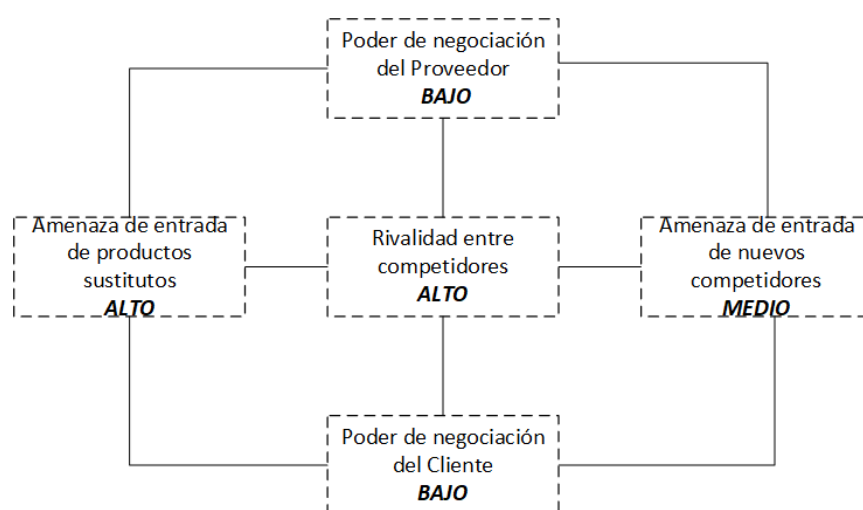 Poder de negociación
del Proveedor
BAJO
Amenaza de entrada
de productos
sustitutos
ALTO
Rivalidad entre
competidores
ALTO
Amenaza de entrada
de nuevos
competidores
MEDIO
Poder de negociación
del Cliente
BAJO